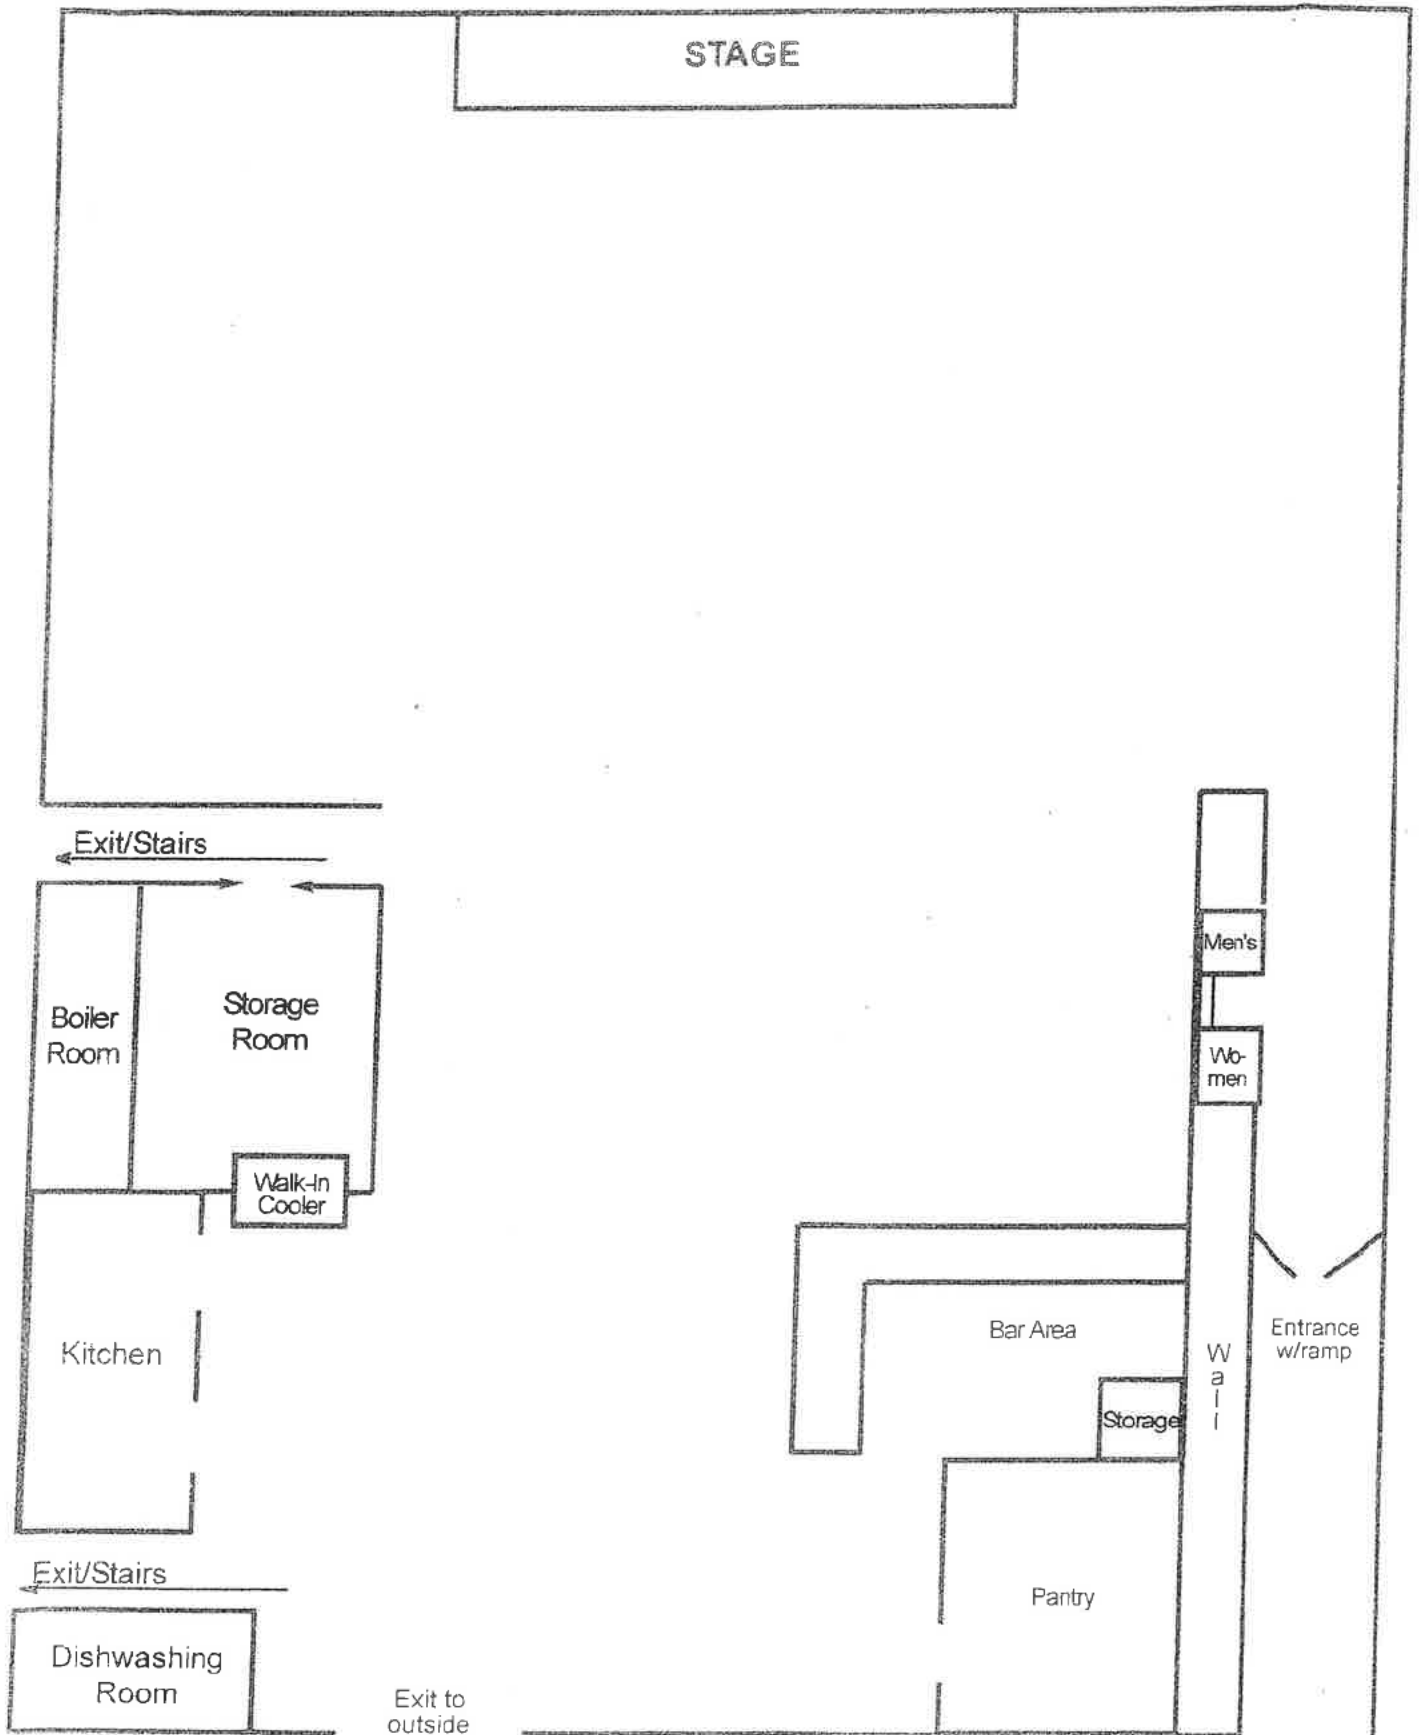 STAGE
Exit/Stairs
Men's
Boiler
Room
Storage
Room
Wo-
men
Walk-In
Cooler
Kitchen
Bar Area
Storage
W
a
l
l
Entrance
w/ramp
Exit/Stairs
Pantry
Dishwashing
Room
Exit to
outside